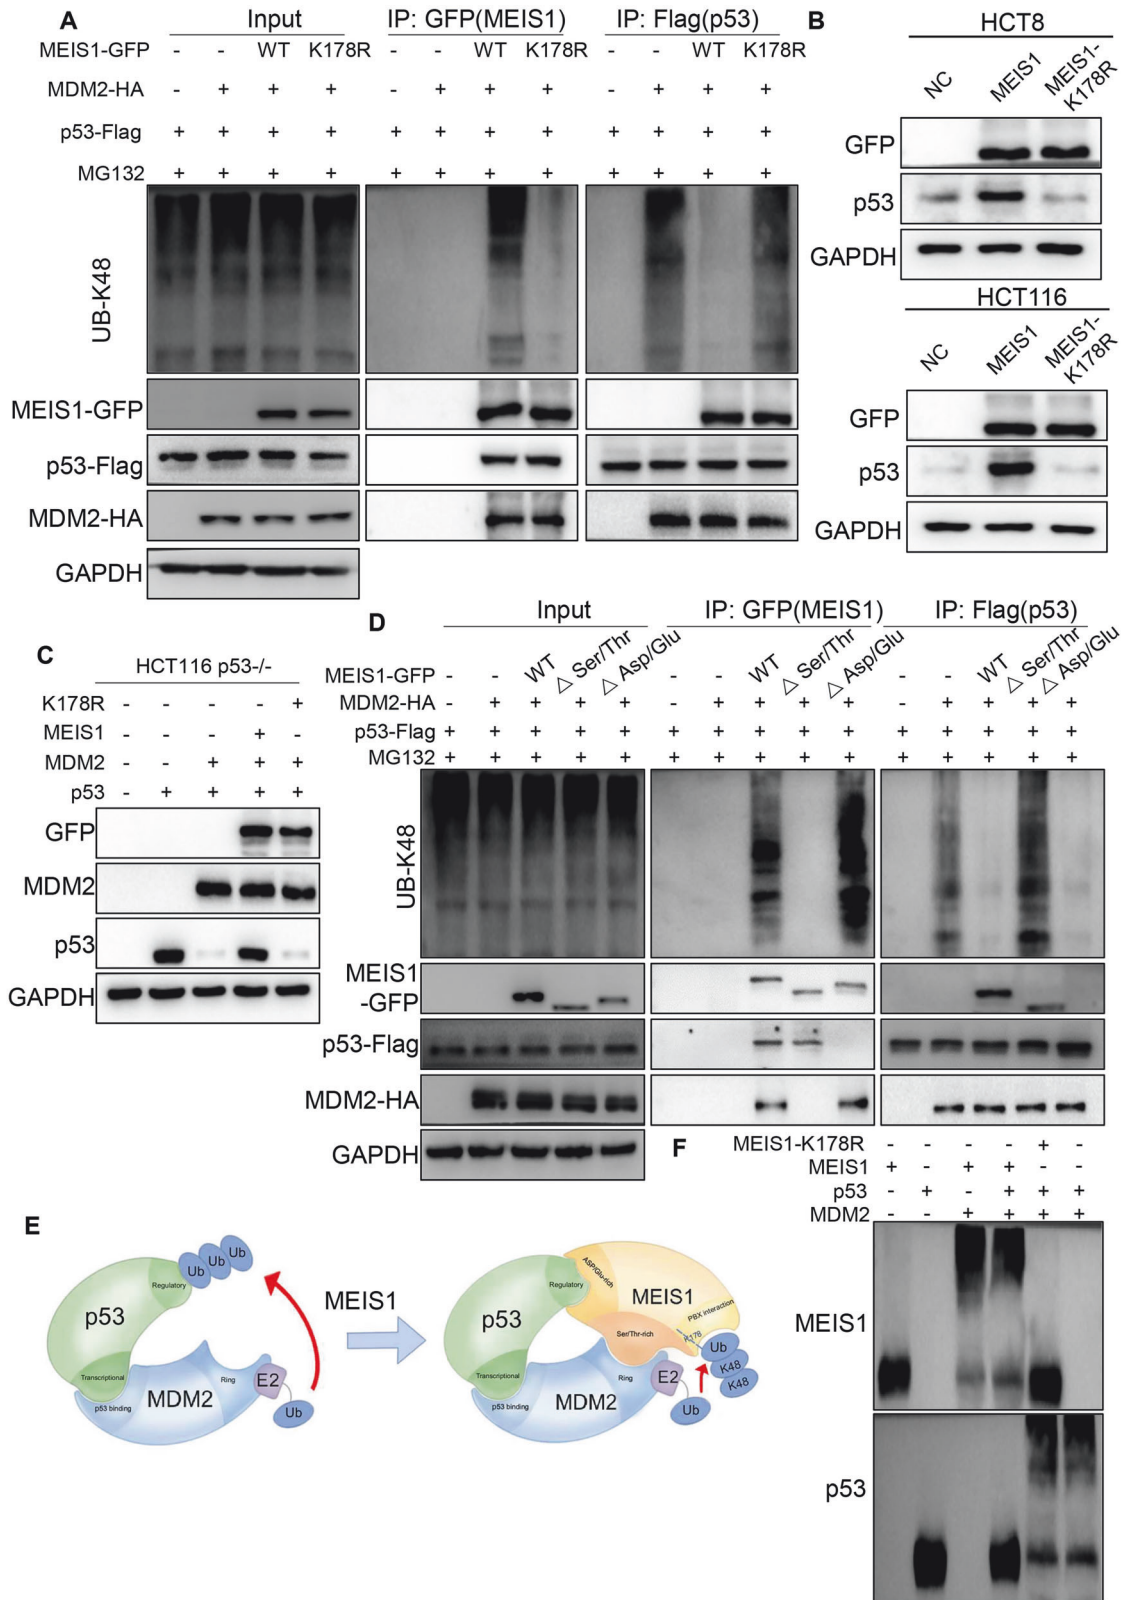 A
Input
IP: GFP(MEIS1)
IP: Flag(p53)
MEIS1-GFP - - WT K178R - - WT K178R - - WT K178R
MDM2-HA - + + + - + + + - + + +
p53-Flag + + + + + + + + + + + +
MG132 + + + + + + + + + + + +
UB-K48
MEIS1-GFP
p53-Flag
MDM2-HA
GAPDH
B
HCT8
NC MEIS1 MEIS1-K178R
GFP
p53
GAPDH
HCT116
NC MEIS1 MEIS1-K178R
GFP
p53
GAPDH
C
HCT116 p53-/-
K178R - - - - +
MEIS1 - - - + -
MDM2 - - + + +
p53 - + + + +
GFP
MDM2
p53
GAPDH
D
Input
IP: GFP(MEIS1)
IP: Flag(p53)
MEIS1-GFP - - WT △ Ser/Thr △ Asp/Glu - - WT △ Ser/Thr △ Asp/Glu - - WT △ Ser/Thr △ Asp/Glu
MDM2-HA - + + + + - + + + + - + + + +
p53-Flag + + + + + + + + + + + + + + +
MG132 + + + + + + + + + + + + + + +
UB-K48
MEIS1
-GFP
p53-Flag
MDM2-HA
GAPDH
E
Ub Ub Ub
Regulatory
p53
Transcriptional
p53 binding
MDM2
Ring
E2
Ub
MEIS1
ASP/Glu-rich
Regulatory
MEIS1
p53
PBX interaction
Ser/Thr-rich
K178
Ub
K48
K48
Transcriptional
p53 binding
MDM2
Ring
E2
Ub
F
MEIS1-K178R - - - - + -
MEIS1 + - + + - -
p53 - + - + + +
MDM2 - - + + + +
MEIS1
p53